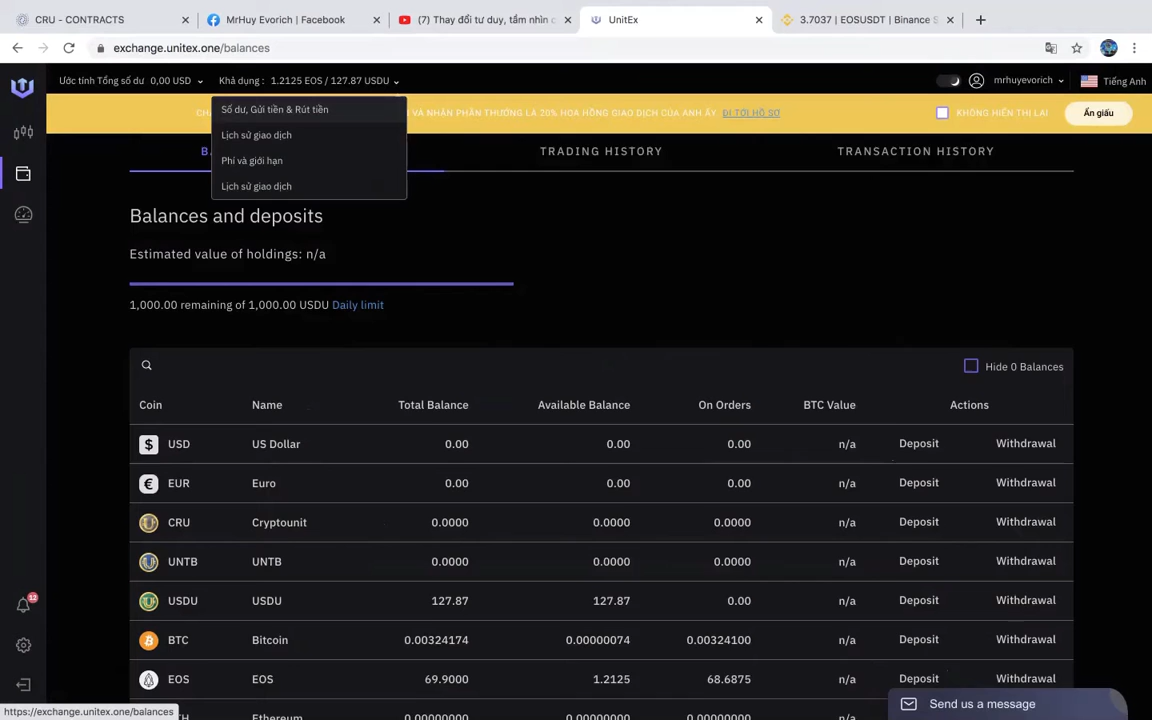 CRU - CONTRACTS
MrHuy Evorich | Facebook
(7) Thay đổi tư duy, tầm nhìn
UnitEx
3.7037 | EOSUSDT | Binance S
exchange.unitex.one/balances
Ước tính Tổng số dư 0,00 USD
Khả dụng : 1.2125 EOS / 127.87 USDU
mrhuyevorich
Tiếng Anh
Số dư, Gửi tiền & Rút tiền
Lịch sử giao dịch
Phí và giới hạn
Lịch sử giao dịch
NHẬN PHẦN THƯỞNG LÀ 20% HOA HỒNG GIAO DỊCH CỦA ANH ẤY
ĐI TỚI HỒ SƠ
KHÔNG HIỂN THỊ LẠI
Ẩn giấu
TRADING HISTORY
TRANSACTION HISTORY
Balances and deposits
Estimated value of holdings: n/a
1,000.00 remaining of 1,000.00 USDU Daily limit
Hide 0 Balances
Coin Name Total Balance Available Balance On Orders BTC Value Actions
USD US Dollar 0.00 0.00 0.00 n/a Deposit Withdrawal
EUR Euro 0.00 0.00 0.00 n/a Deposit Withdrawal
CRU Cryptounit 0.0000 0.0000 0.0000 n/a Deposit Withdrawal
UNTB UNTB 0.0000 0.0000 0.0000 n/a Deposit Withdrawal
USDU USDU 127.87 127.87 0.00 n/a Deposit Withdrawal
BTC Bitcoin 0.00324174 0.00000074 0.00324100 n/a Deposit Withdrawal
EOS EOS 69.9000 1.2125 68.6875 n/a Deposit Withdrawal
12
Send us a message
https://exchange.unitex.one/balances